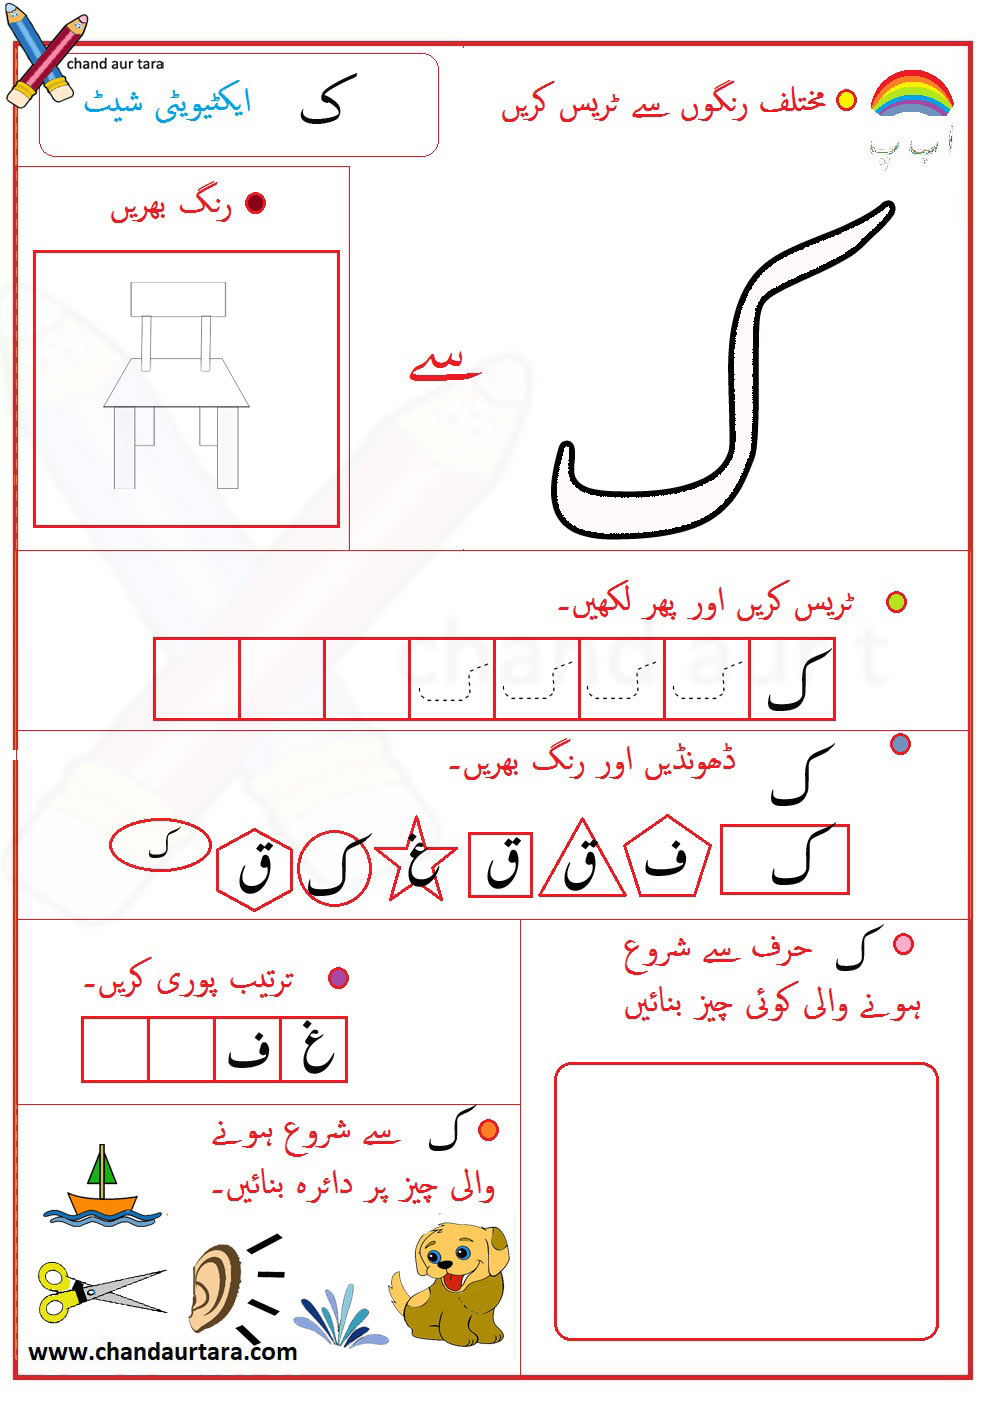 chand aur tara
ک ایکٹیویٹی شیٹ
مختلف رنگوں سے ٹریس کریں
ا پ پ
رنگ بھریں
ک سے
ٹریس کریں اور پھر لکھیں۔
ک ک ک ک ک
ک ڈھونڈیں اور رنگ بھریں۔
ک ف ق ق غ ک ق ک
ترتیب پوری کریں۔
غ ف
ک حرف سے شروع
ہونے والی کوئی چیز بنائیں
ک سے شروع ہونے
والی چیز پر دائرہ بنائیں۔
www.chandaurtara.com
chand aur t